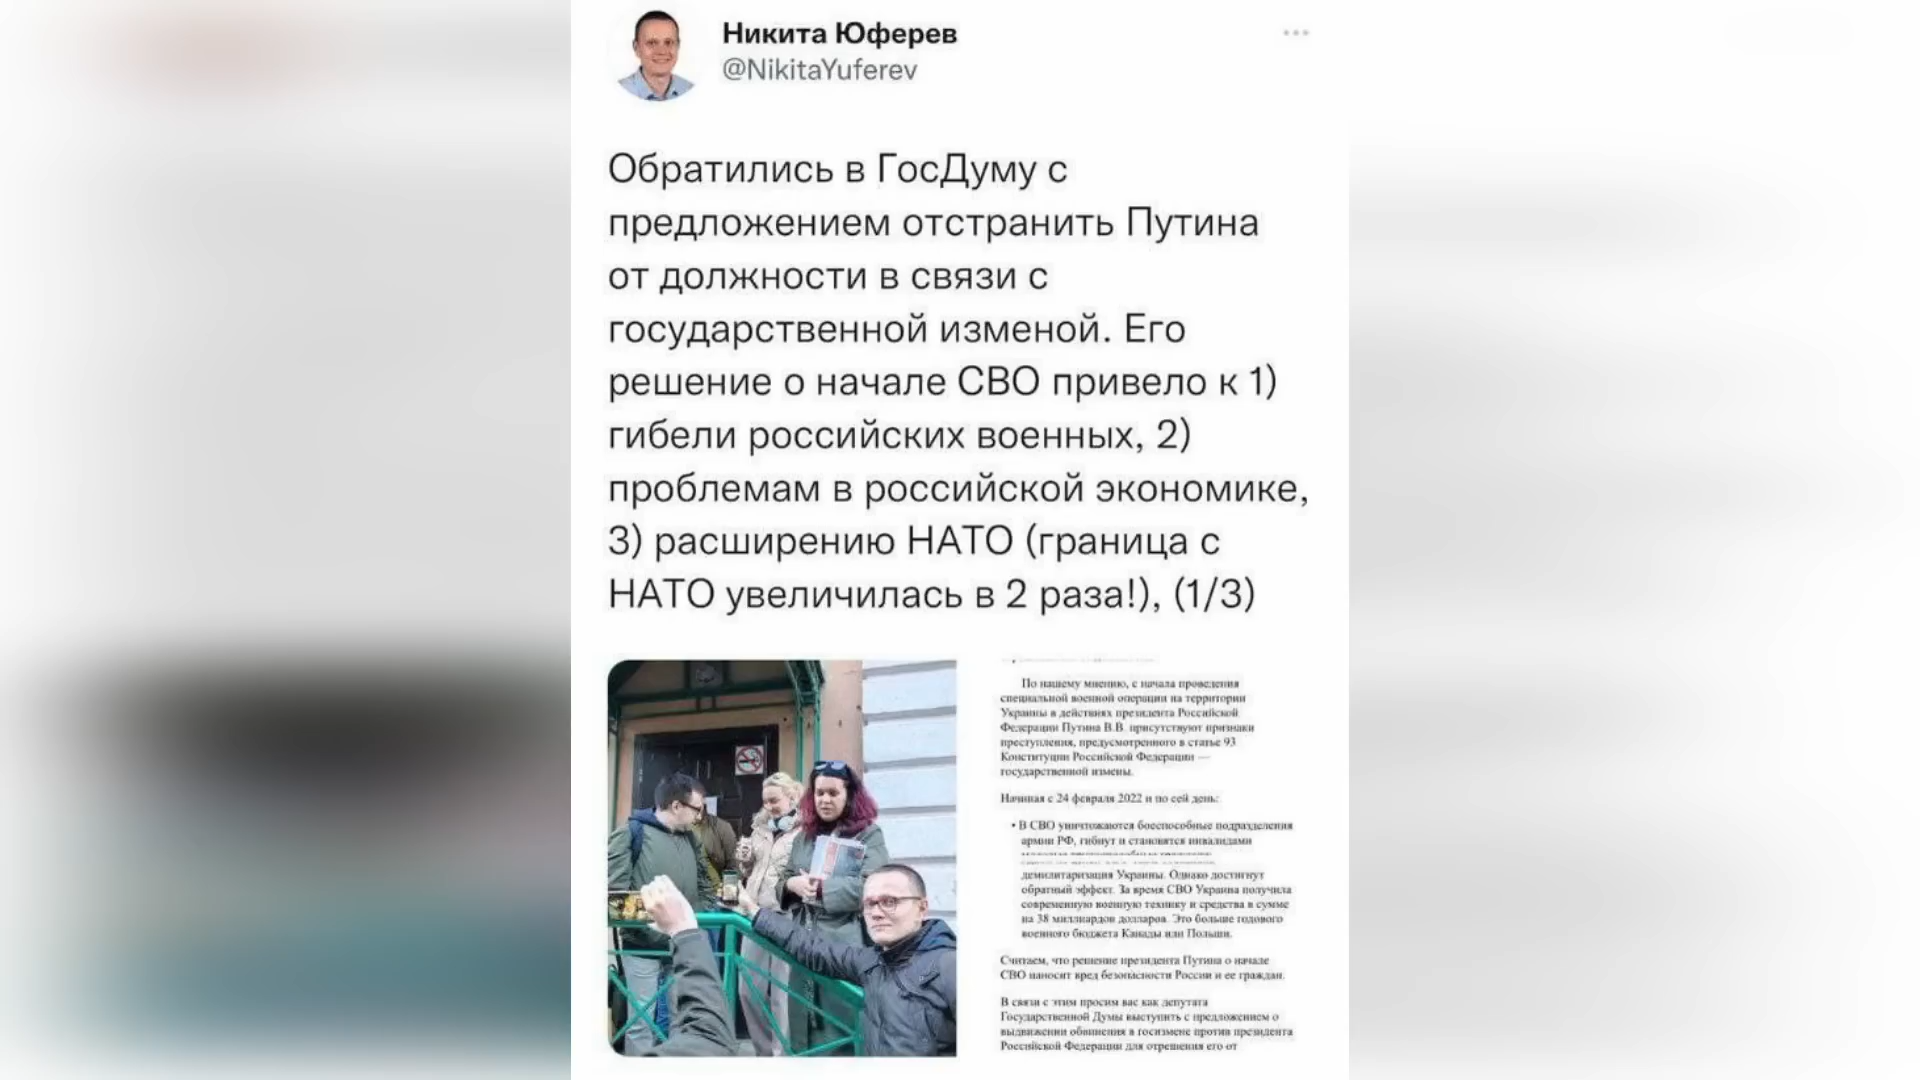 Никита Юферев
@NikitaYuferev
Обратились в ГосДуму с
предложением отстранить Путина
от должности в связи с
государственной изменой. Его
решение о начале СВО привело к 1)
гибели российских военных, 2)
проблемам в российской экономике,
3) расширению НАТО (граница с
НАТО увеличилась в 2 раза!), (1/3)
По нашему мнению, с начала проведения
специальной военной операции на территории
Украины в действиях президента Российской
Федерации Путина В.В. присутствуют признаки
преступления, предусмотренного в статье 93
Конституции Российской Федерации —
государственной измены.
Начиная с 24 февраля 2022 и по сей день:
• В СВО уничтожаются боеспособные подразделения
армии РФ, гибнут и становятся инвалидами
демилитаризация Украины. Однако достигнут
обратный эффект. За время СВО Украина получила
современную военную технику и средства в сумме
на 38 миллиардов долларов. Это больше годового
военного бюджета Канады или Польши.
Считаем, что решение президента Путина о начале
СВО наносит вред безопасности России и ее граждан.
В связи с этим просим вас как депутата
Государственной Думы выступить с предложением о
выдвижении обвинения в госизмене против президента
Российской Федерации для отрешения его от